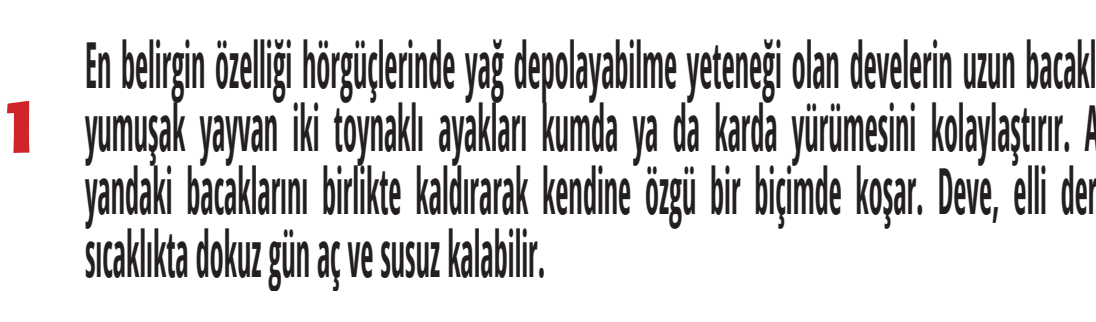 1
En belirgin özelliği hörgüçlerinde yağ depolayabilme yeteneği olan develerin uzun
yumuşak yayvan iki toynaklı ayakları kumda ya da karda yürümesini kolaylaştırır.
yandaki bacaklarını birlikte kaldırarak kendine özgü bir biçimde koşar. Deve, elli
sıcaklıkta dokuz gün aç ve susuz kalabilir.